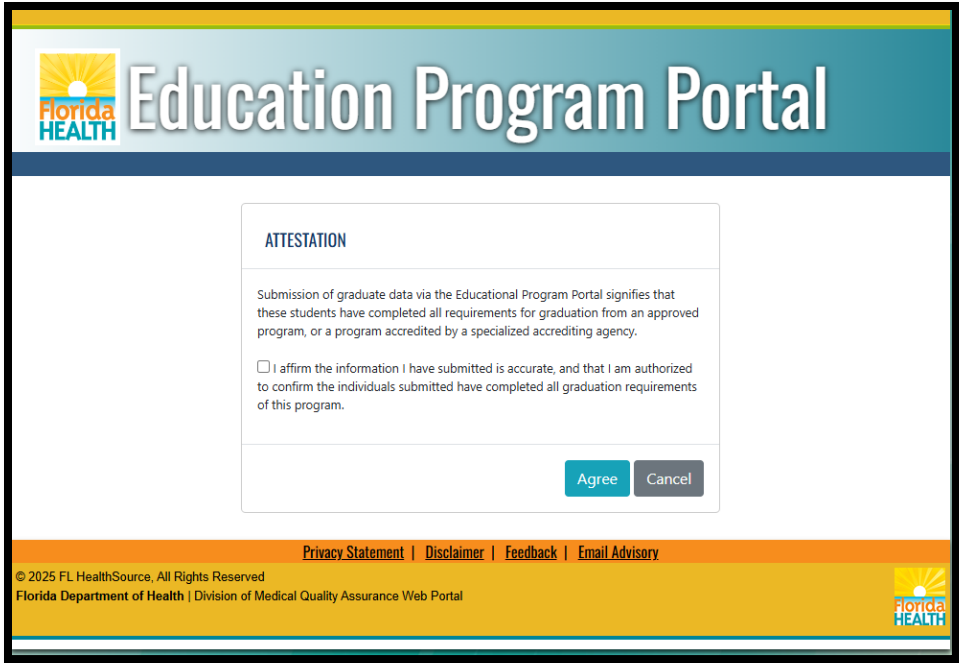 Florida
HEALTH
Education Program Portal
ATTESTATION
Submission of graduate data via the Educational Program Portal signifies that
these students have completed all requirements for graduation from an approved
program, or a program accredited by a specialized accrediting agency.
I affirm the information I have submitted is accurate, and that I am authorized
to confirm the individuals submitted have completed all graduation requirements
of this program.
Agree Cancel
Privacy Statement | Disclaimer | Feedback | Email Advisory
© 2025 FL HealthSource, All Rights Reserved
Florida Department of Health | Division of Medical Quality Assurance Web Portal
Florida
HEALTH